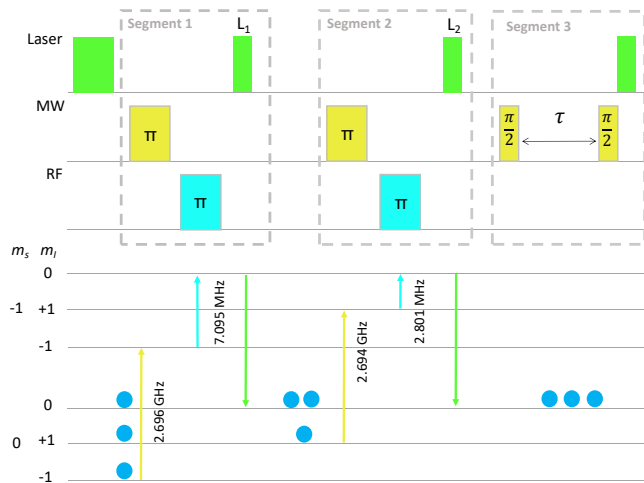 Segment 1
L1
Segment 2
L2
Segment 3
Laser
MW
π
π
π/2
τ
π/2
RF
π
π
ms
mI
0
-1
+1
-1
7.095 MHz
2.801 MHz
2.696 GHz
2.694 GHz
0
0
+1
-1